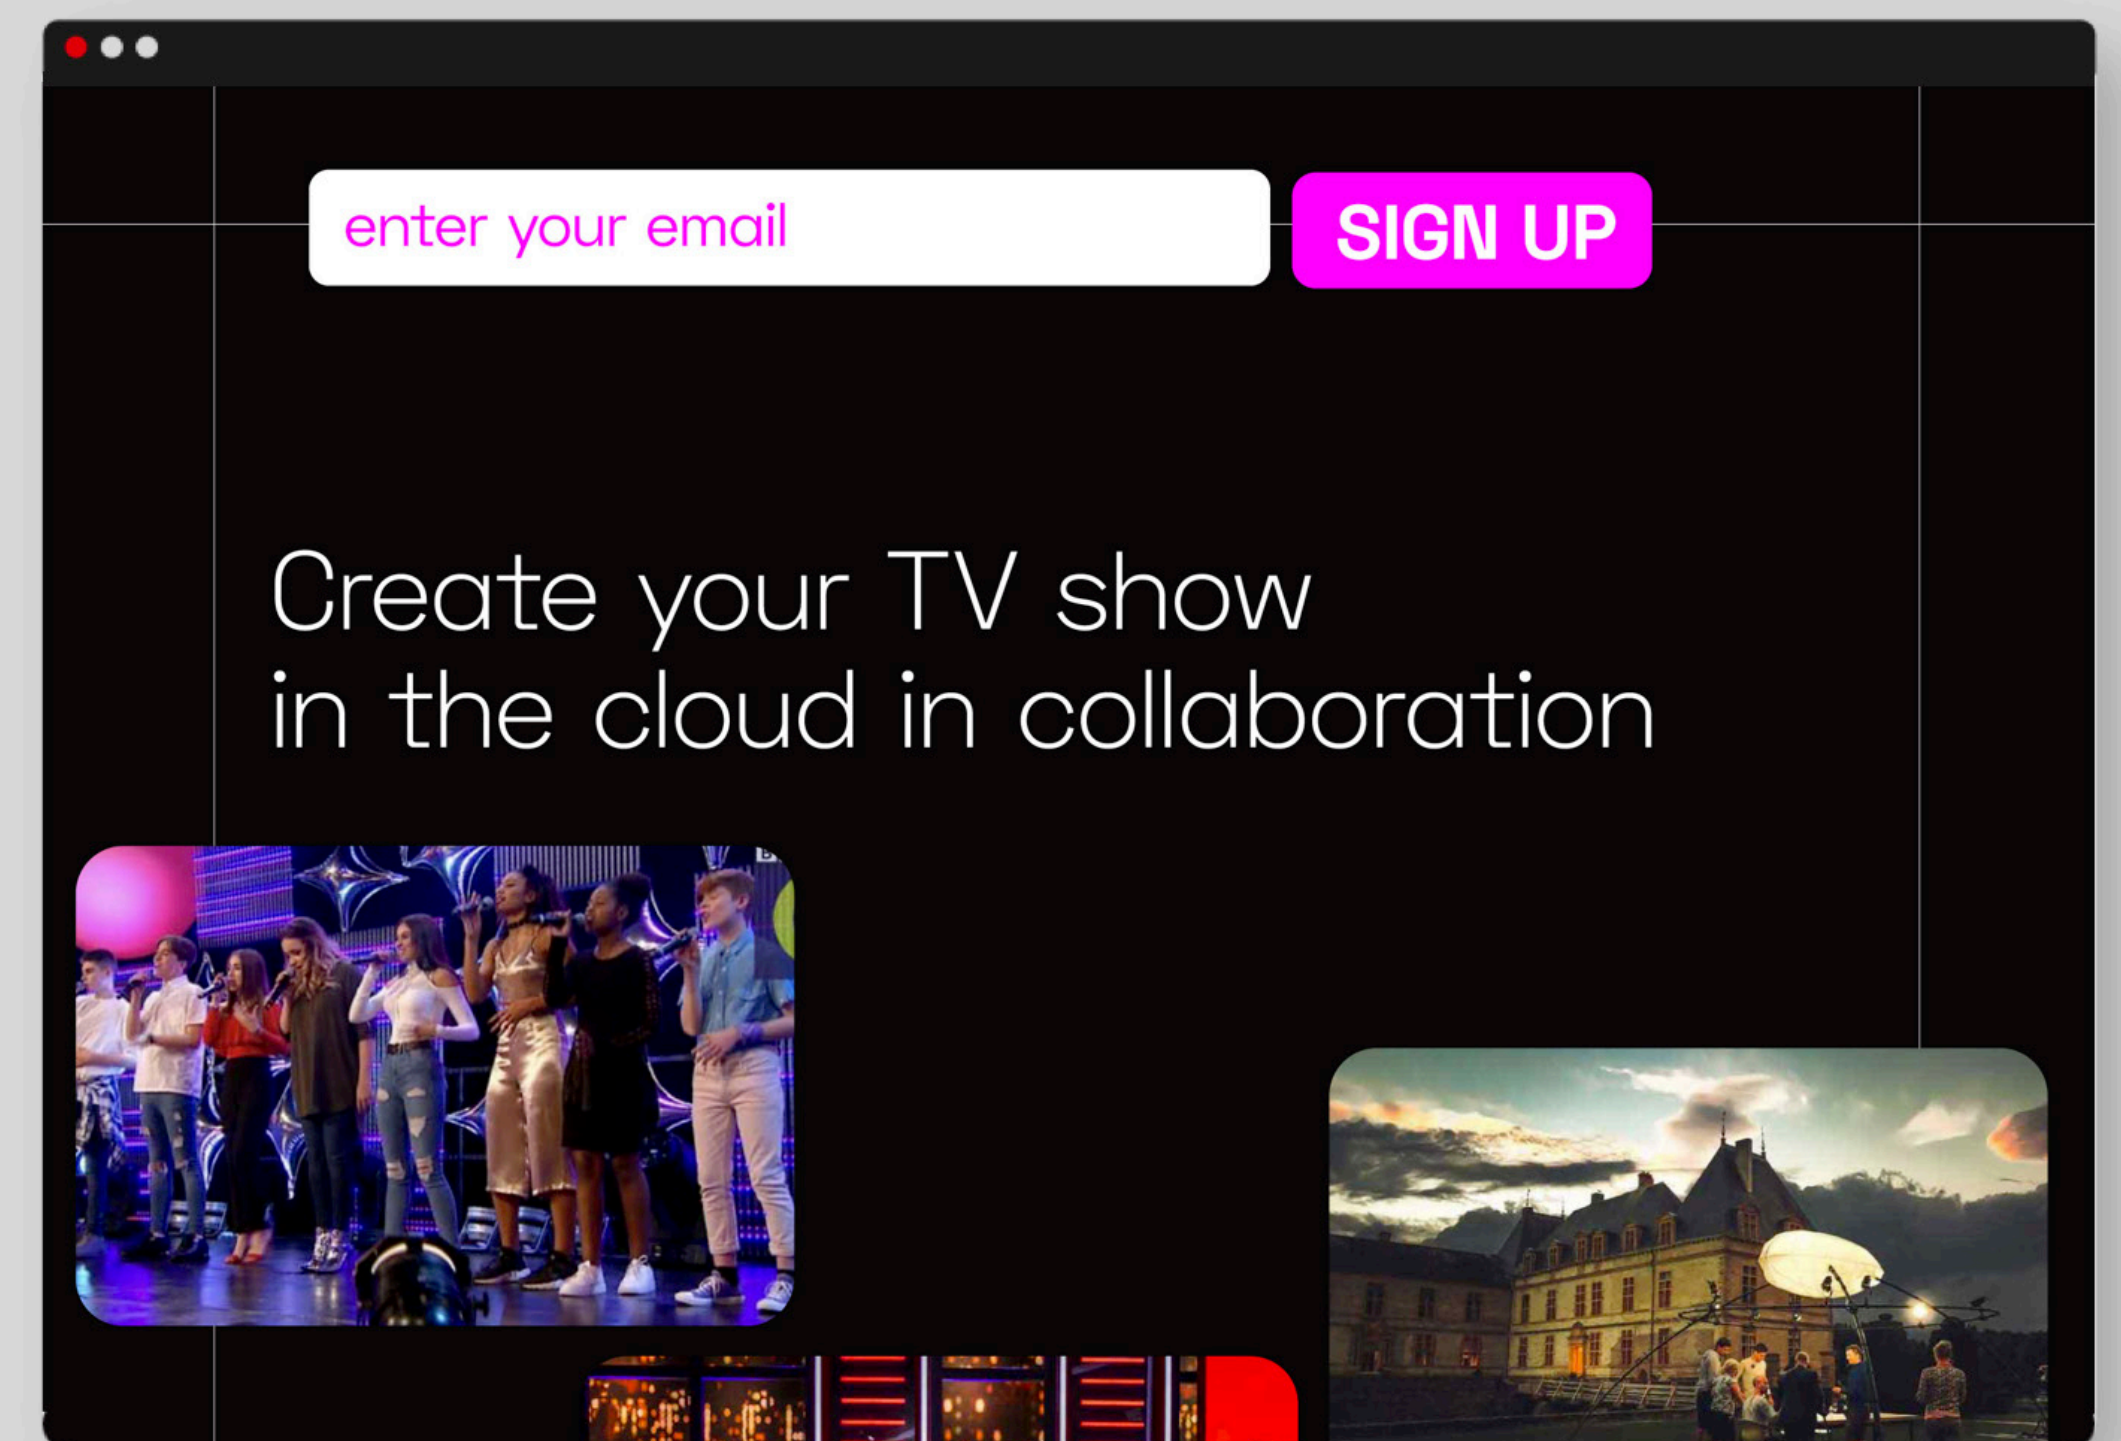 enter your email
SIGN UP
Create your TV show
in the cloud in collaboration